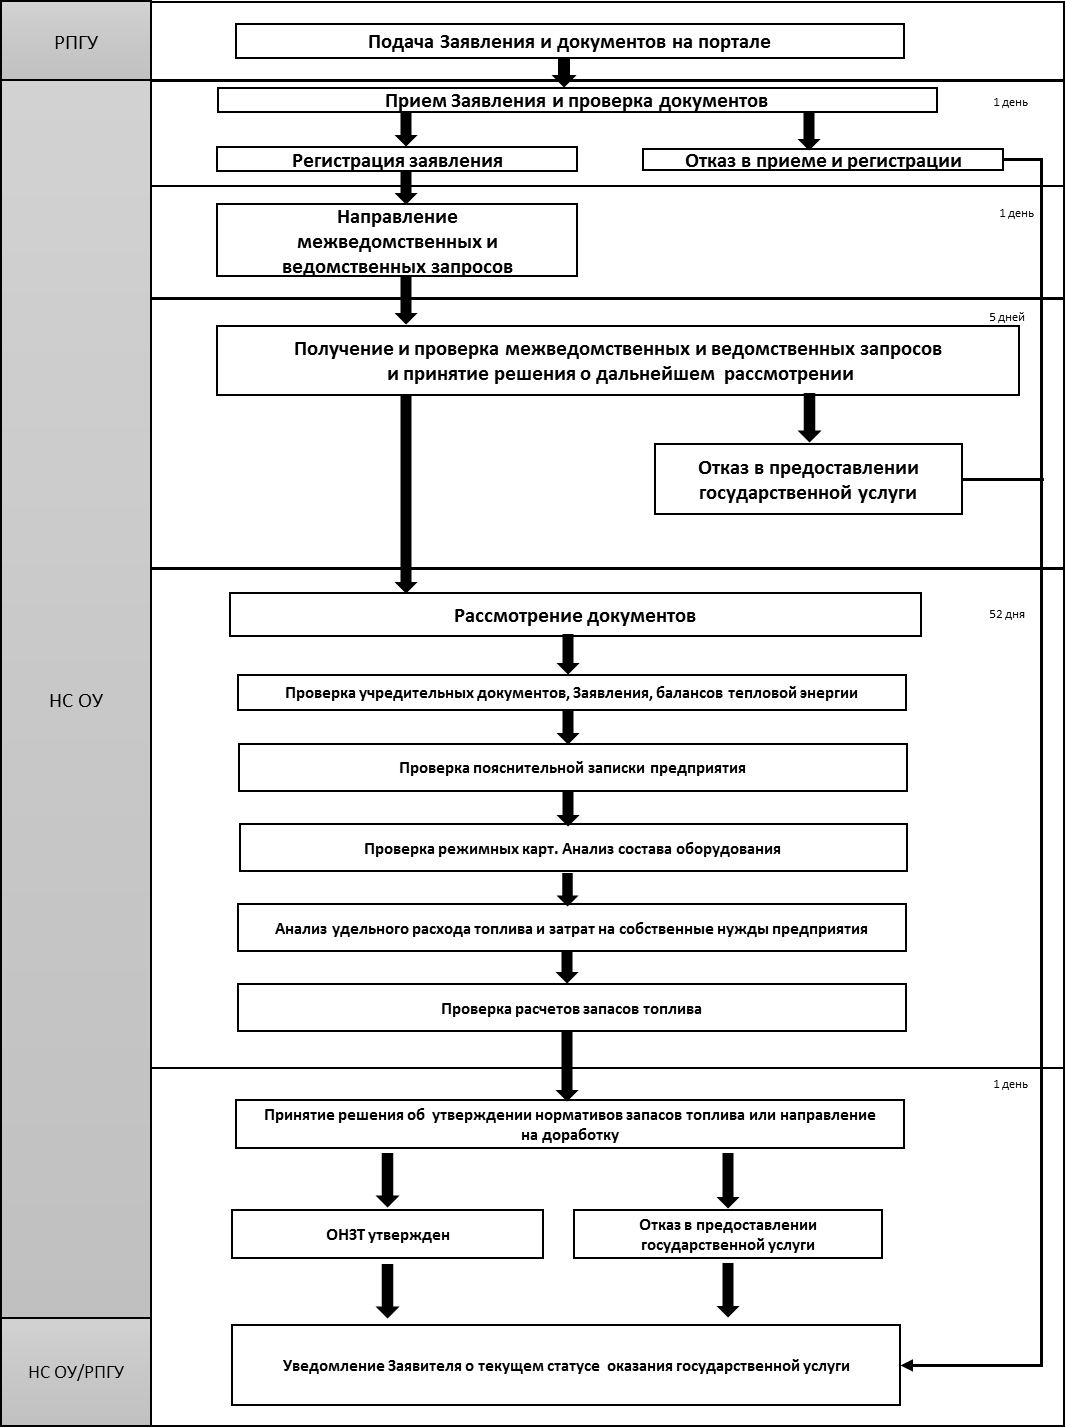 РПГУ
Подача Заявления и документов на портале
Прием Заявления и проверка документов
1 день
Регистрация заявления
Отказ в приеме и регистрации
Направление
межведомственных и
ведомственных запросов
1 день
5 дней
Получение и проверка межведомственных и ведомственных запросов
и принятие решения о дальнейшем рассмотрении
Отказ в предоставлении
государственной услуги
Рассмотрение документов
52 дня
НС ОУ
Проверка учредительных документов, Заявления, балансов тепловой энергии
Проверка пояснительной записки предприятия
Проверка режимных карт. Анализ состава оборудования
Анализ удельного расхода топлива и затрат на собственные нужды предприятия
Проверка расчетов запасов топлива
1 день
Принятие решения об утверждении нормативов запасов топлива или направление
на доработку
ОНЗТ утвержден
Отказ в предоставлении
государственной услуги
НС ОУ/РПГУ
Уведомление Заявителя о текущем статусе оказания государственной услуги